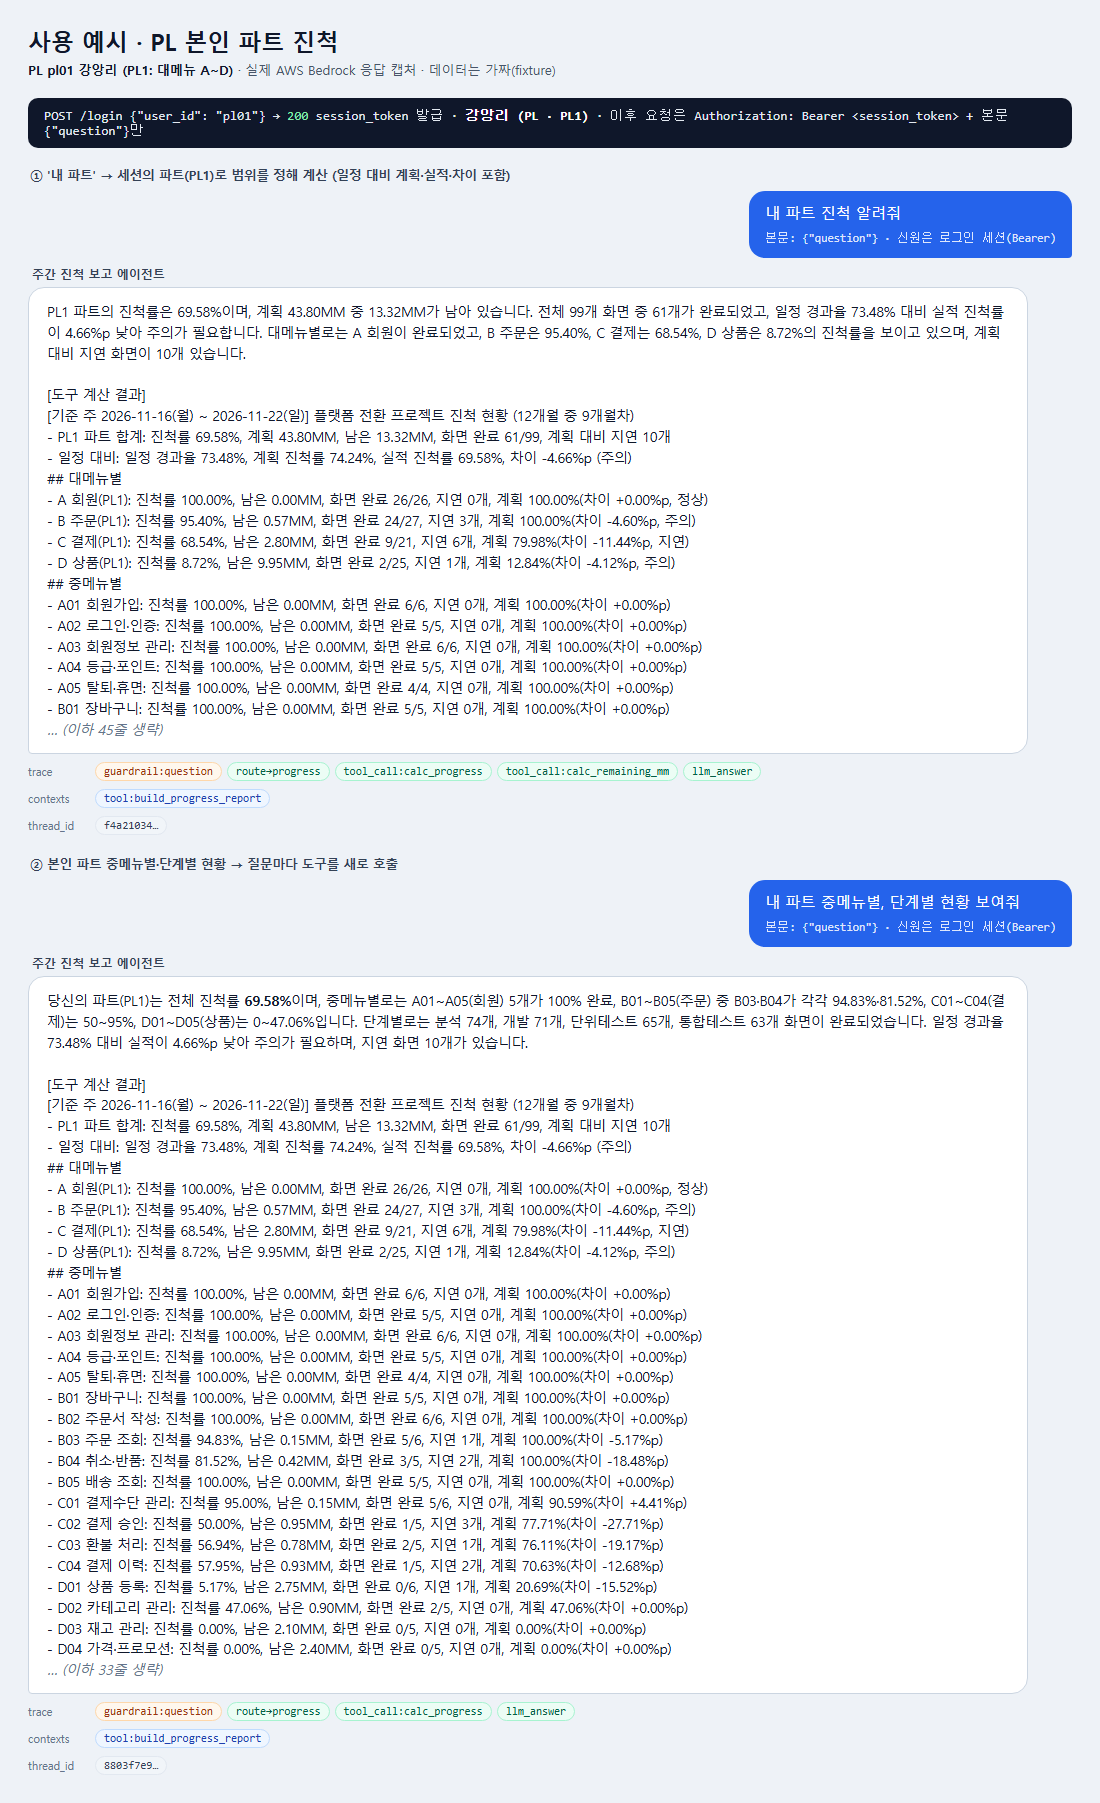 사용 예시 · PL 본인 파트 진척
PL pl01 강앙리 (PL1: 대메뉴 A~D) · 실제 AWS Bedrock 응답 캡처 · 데이터는 가짜(fixture)
POST /login {"user_id": "pl01"} → 200 session_token 발급 · 강앙리 (PL · PL1) · 이후 요청은 Authorization: Bearer <session_token> + 본문
{"question"}만
① '내 파트' → 세션의 파트(PL1)로 범위를 정해 계산 (일정 대비 계획·실적·차이 포함)
내 파트 진척 알려줘
본문: {"question"} · 신원은 로그인 세션(Bearer)
주간 진척 보고 에이전트
PL1 파트의 진척률은 69.58%이며, 계획 43.80MM 중 13.32MM가 남아 있습니다. 전체 99개 화면 중 61개가 완료되었고, 일정 경과율 73.48% 대비 실적 진척률
이 4.66%p 낮아 주의가 필요합니다. 대메뉴별로는 A 회원이 완료되었고, B 주문은 95.40%, C 결제는 68.54%, D 상품은 8.72%의 진척률을 보이고 있으며, 계획
대비 지연 화면이 10개 있습니다.
[도구 계산 결과]
[기준 주 2026-11-16(월) ~ 2026-11-22(일)] 플랫폼 전환 프로젝트 진척 현황 (12개월 중 9개월차)
- PL1 파트 합계: 진척률 69.58%, 계획 43.80MM, 남은 13.32MM, 화면 완료 61/99, 계획 대비 지연 10개
- 일정 대비: 일정 경과율 73.48%, 계획 진척률 74.24%, 실적 진척률 69.58%, 차이 -4.66%p (주의)
## 대메뉴별
- A 회원(PL1): 진척률 100.00%, 남은 0.00MM, 화면 완료 26/26, 지연 0개, 계획 100.00%(차이 +0.00%p, 정상)
- B 주문(PL1): 진척률 95.40%, 남은 0.57MM, 화면 완료 24/27, 지연 3개, 계획 100.00%(차이 -4.60%p, 주의)
- C 결제(PL1): 진척률 68.54%, 남은 2.80MM, 화면 완료 9/21, 지연 6개, 계획 79.98%(차이 -11.44%p, 지연)
- D 상품(PL1): 진척률 8.72%, 남은 9.95MM, 화면 완료 2/25, 지연 1개, 계획 12.84%(차이 -4.12%p, 주의)
## 중메뉴별
- A01 회원가입: 진척률 100.00%, 남은 0.00MM, 화면 완료 6/6, 지연 0개, 계획 100.00%(차이 +0.00%p)
- A02 로그인·인증: 진척률 100.00%, 남은 0.00MM, 화면 완료 5/5, 지연 0개, 계획 100.00%(차이 +0.00%p)
- A03 회원정보 관리: 진척률 100.00%, 남은 0.00MM, 화면 완료 6/6, 지연 0개, 계획 100.00%(차이 +0.00%p)
- A04 등급·포인트: 진척률 100.00%, 남은 0.00MM, 화면 완료 5/5, 지연 0개, 계획 100.00%(차이 +0.00%p)
- A05 탈퇴·휴면: 진척률 100.00%, 남은 0.00MM, 화면 완료 4/4, 지연 0개, 계획 100.00%(차이 +0.00%p)
- B01 장바구니: 진척률 100.00%, 남은 0.00MM, 화면 완료 5/5, 지연 0개, 계획 100.00%(차이 +0.00%p)
... (이하 45줄 생략)
trace guardrail:question route→progress tool_call:calc_progress tool_call:calc_remaining_mm llm_answer
contexts tool:build_progress_report
thread_id f4a21034…
② 본인 파트 중메뉴별·단계별 현황 → 질문마다 도구를 새로 호출
내 파트 중메뉴별, 단계별 현황 보여줘
본문: {"question"} · 신원은 로그인 세션(Bearer)
주간 진척 보고 에이전트
당신의 파트(PL1)는 전체 진척률 69.58%이며, 중메뉴별로는 A01~A05(회원) 5개가 100% 완료, B01~B05(주문) 중 B03·B04가 각각 94.83%·81.52%, C01~C04(결
제)는 50~95%, D01~D05(상품)는 0~47.06%입니다. 단계별로는 분석 74개, 개발 71개, 단위테스트 65개, 통합테스트 63개 화면이 완료되었습니다. 일정 경과율
73.48% 대비 실적이 4.66%p 낮아 주의가 필요하며, 지연 화면 10개가 있습니다.
[도구 계산 결과]
[기준 주 2026-11-16(월) ~ 2026-11-22(일)] 플랫폼 전환 프로젝트 진척 현황 (12개월 중 9개월차)
- PL1 파트 합계: 진척률 69.58%, 계획 43.80MM, 남은 13.32MM, 화면 완료 61/99, 계획 대비 지연 10개
- 일정 대비: 일정 경과율 73.48%, 계획 진척률 74.24%, 실적 진척률 69.58%, 차이 -4.66%p (주의)
## 대메뉴별
- A 회원(PL1): 진척률 100.00%, 남은 0.00MM, 화면 완료 26/26, 지연 0개, 계획 100.00%(차이 +0.00%p, 정상)
- B 주문(PL1): 진척률 95.40%, 남은 0.57MM, 화면 완료 24/27, 지연 3개, 계획 100.00%(차이 -4.60%p, 주의)
- C 결제(PL1): 진척률 68.54%, 남은 2.80MM, 화면 완료 9/21, 지연 6개, 계획 79.98%(차이 -11.44%p, 지연)
- D 상품(PL1): 진척률 8.72%, 남은 9.95MM, 화면 완료 2/25, 지연 1개, 계획 12.84%(차이 -4.12%p, 주의)
## 중메뉴별
- A01 회원가입: 진척률 100.00%, 남은 0.00MM, 화면 완료 6/6, 지연 0개, 계획 100.00%(차이 +0.00%p)
- A02 로그인·인증: 진척률 100.00%, 남은 0.00MM, 화면 완료 5/5, 지연 0개, 계획 100.00%(차이 +0.00%p)
- A03 회원정보 관리: 진척률 100.00%, 남은 0.00MM, 화면 완료 6/6, 지연 0개, 계획 100.00%(차이 +0.00%p)
- A04 등급·포인트: 진척률 100.00%, 남은 0.00MM, 화면 완료 5/5, 지연 0개, 계획 100.00%(차이 +0.00%p)
- A05 탈퇴·휴면: 진척률 100.00%, 남은 0.00MM, 화면 완료 4/4, 지연 0개, 계획 100.00%(차이 +0.00%p)
- B01 장바구니: 진척률 100.00%, 남은 0.00MM, 화면 완료 5/5, 지연 0개, 계획 100.00%(차이 +0.00%p)
- B02 주문서 작성: 진척률 100.00%, 남은 0.00MM, 화면 완료 6/6, 지연 0개, 계획 100.00%(차이 +0.00%p)
- B03 주문 조회: 진척률 94.83%, 남은 0.15MM, 화면 완료 5/6, 지연 1개, 계획 100.00%(차이 -5.17%p)
- B04 취소·반품: 진척률 81.52%, 남은 0.42MM, 화면 완료 3/5, 지연 2개, 계획 100.00%(차이 -18.48%p)
- B05 배송 조회: 진척률 100.00%, 남은 0.00MM, 화면 완료 5/5, 지연 0개, 계획 100.00%(차이 +0.00%p)
- C01 결제수단 관리: 진척률 95.00%, 남은 0.15MM, 화면 완료 5/6, 지연 0개, 계획 90.59%(차이 +4.41%p)
- C02 결제 승인: 진척률 50.00%, 남은 0.95MM, 화면 완료 1/5, 지연 3개, 계획 77.71%(차이 -27.71%p)
- C03 환불 처리: 진척률 56.94%, 남은 0.78MM, 화면 완료 2/5, 지연 1개, 계획 76.11%(차이 -19.17%p)
- C04 결제 이력: 진척률 57.95%, 남은 0.93MM, 화면 완료 1/5, 지연 2개, 계획 70.63%(차이 -12.68%p)
- D01 상품 등록: 진척률 5.17%, 남은 2.75MM, 화면 완료 0/6, 지연 1개, 계획 20.69%(차이 -15.52%p)
- D02 카테고리 관리: 진척률 47.06%, 남은 0.90MM, 화면 완료 2/5, 지연 0개, 계획 47.06%(차이 +0.00%p)
- D03 재고 관리: 진척률 0.00%, 남은 2.10MM, 화면 완료 0/5, 지연 0개, 계획 0.00%(차이 +0.00%p)
- D04 가격·프로모션: 진척률 0.00%, 남은 2.40MM, 화면 완료 0/5, 지연 0개, 계획 0.00%(차이 +0.00%p)
... (이하 33줄 생략)
trace guardrail:question route→progress tool_call:calc_progress llm_answer
contexts tool:build_progress_report
thread_id 8803f7e9…